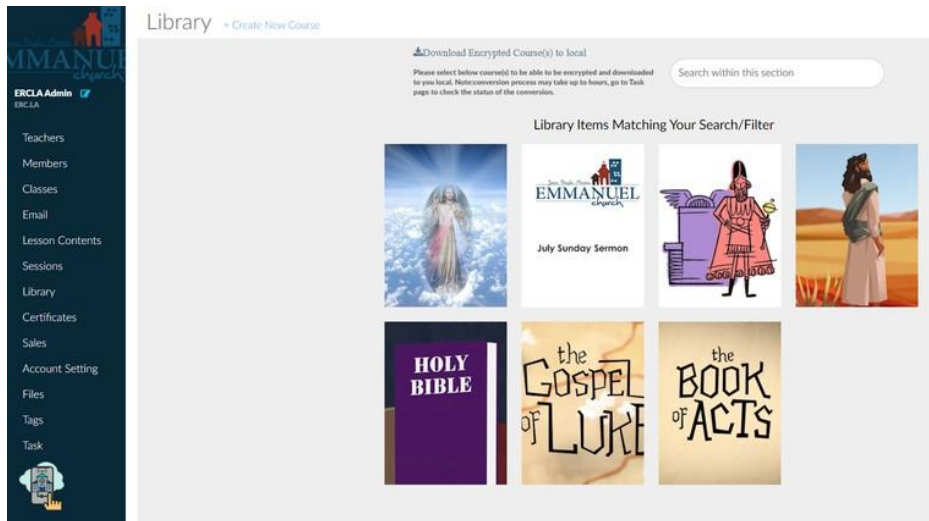 MMANUE
church
ERCLA Admin
ERC.LA
Teachers
Members
Classes
Email
Lesson Contents
Sessions
Library
Certificates
Sales
Account Setting
Files
Tags
Task
Library + Create New Course
Download Encrypted Course(s) to local
Please select below course(s) to be able to be encrypted and downloaded
to you local. Note:conversion process may take up to hours, go to Task
page to check the status of the conversion.
Search within this section
Library Items Matching Your Search/Filter
EMMANUEL
church
July Sunday Sermon
HOLY
BIBLE
the
GOSPEL
OF LUKE
the
BOOK
OF ACTS